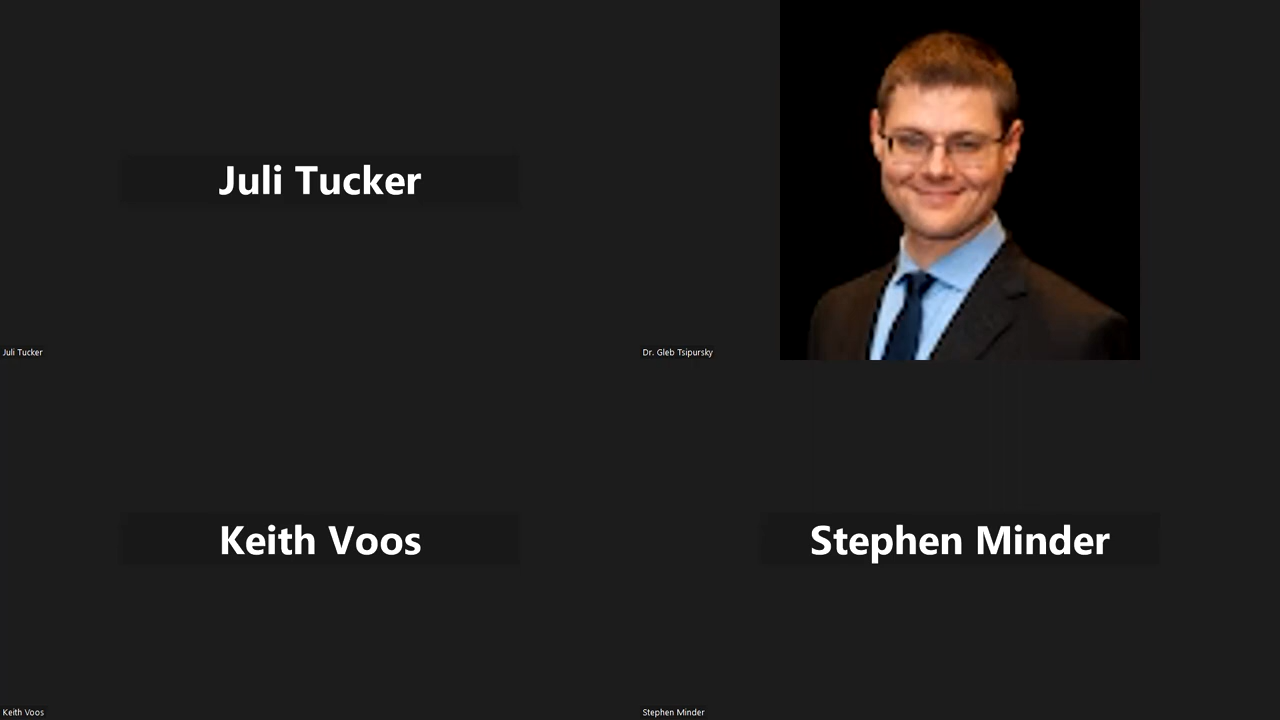 Juli Tucker
Juli Tucker
Dr. Gleb Tsipursky
Keith Voos
Stephen Minder
Keith Voos
Stephen Minder